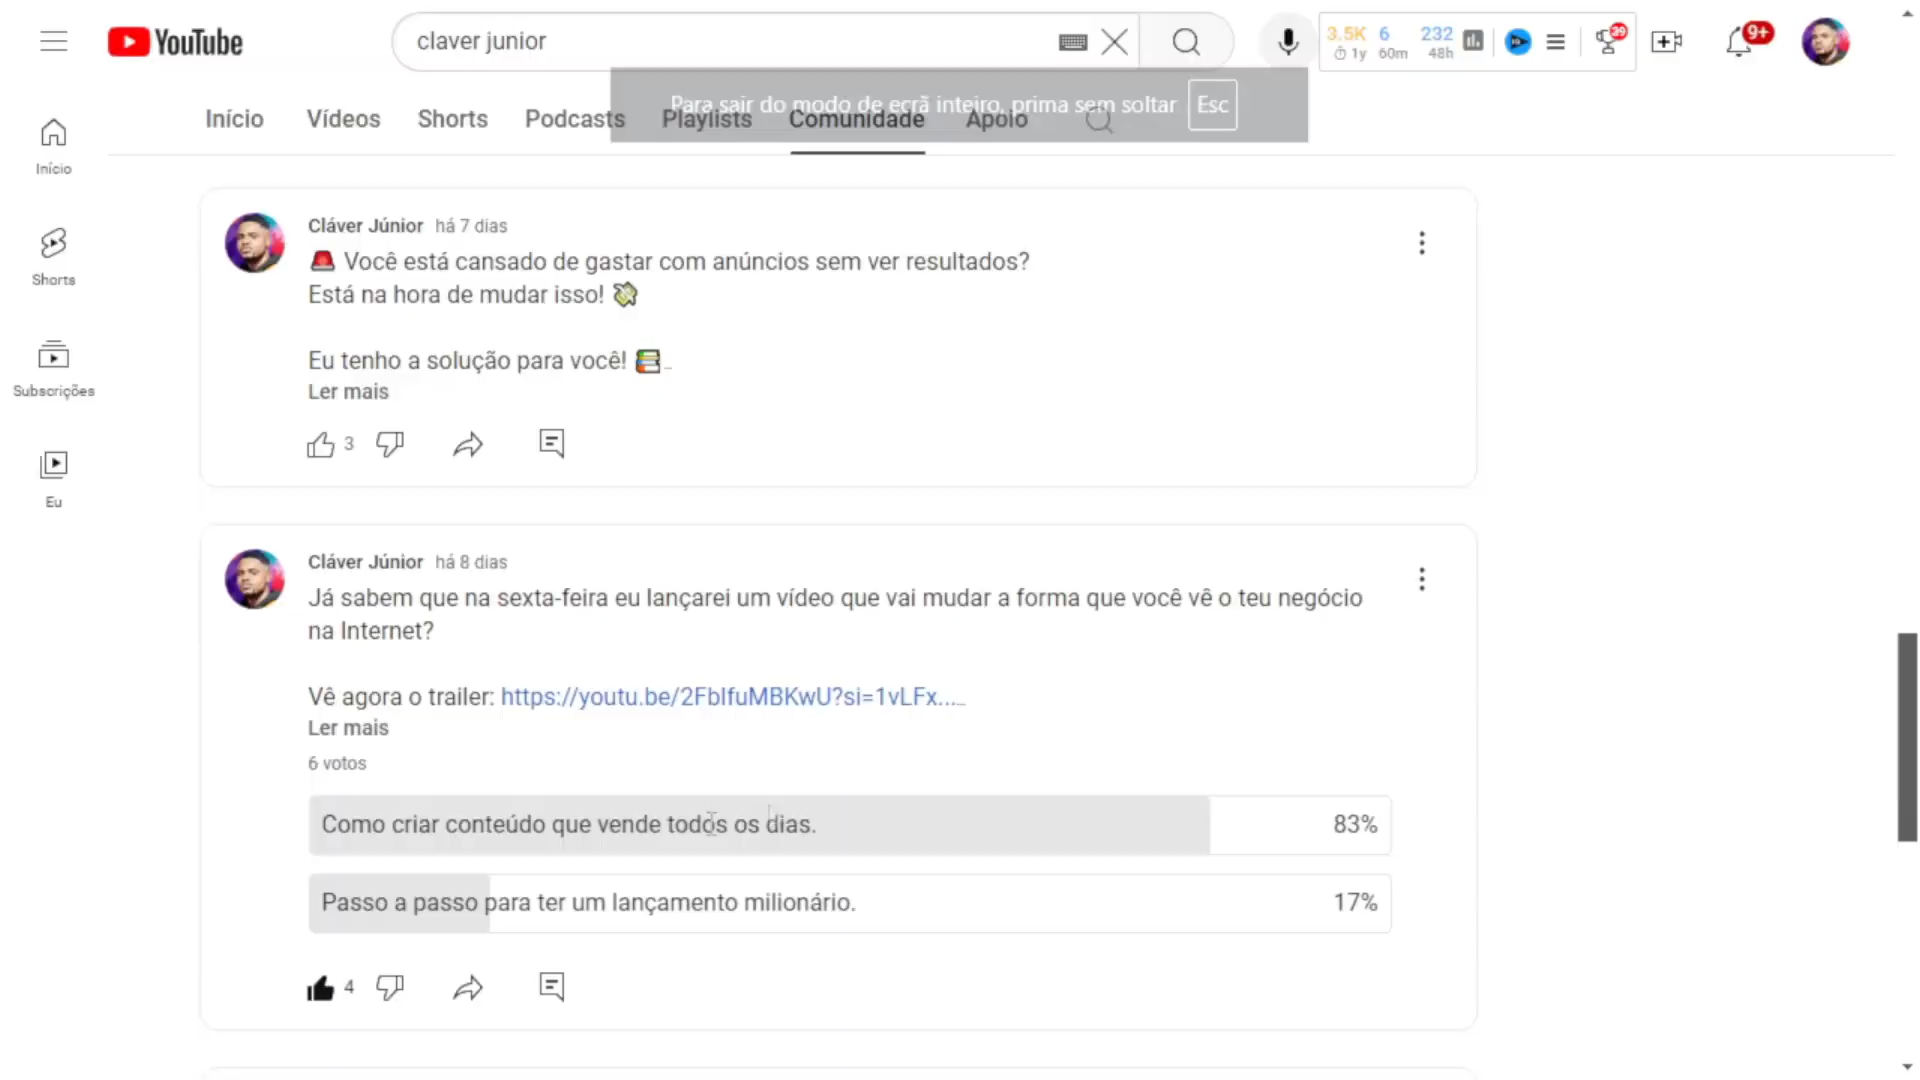 YouTube
claver junior
3.5K 6 232
1y 60m 48h
39
9+
Para sair do modo de ecrã inteiro, prima sem soltar Esc
Início Vídeos Shorts Podcasts Playlists Comunidade Apoio
Início
Shorts
Subscrições
Eu
Cláver Júnior há 7 dias
Você está cansado de gastar com anúncios sem ver resultados?
Está na hora de mudar isso!
Eu tenho a solução para você! ...
Ler mais
3
Cláver Júnior há 8 dias
Já sabem que na sexta-feira eu lançarei um vídeo que vai mudar a forma que você vê o teu negócio
na Internet?
Vê agora o trailer: https://youtu.be/2FbIfuMBKwU?si=1vLFx......
Ler mais
6 votos
Como criar conteúdo que vende todos os dias. 83%
Passo a passo para ter um lançamento milionário. 17%
4